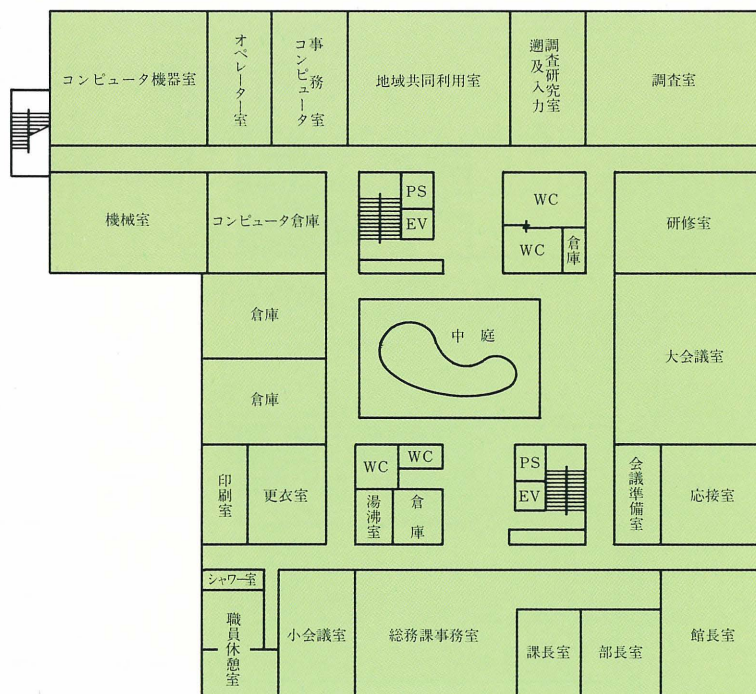 コンピュータ機器室
オペレーター室
事務室
コンピュータ
地域共同利用室
調査研究室
遡及入力
調査室
機械室
コンピュータ倉庫
PS
EV
WC
WC
倉庫
研修室
倉庫
中庭
大会議室
倉庫
印刷室
更衣室
WC
WC
湯沸室
倉庫
PS
EV
会議準備室
応接室
シャワー室
職員休憩室
小会議室
総務課事務室
課長室
部長室
館長室